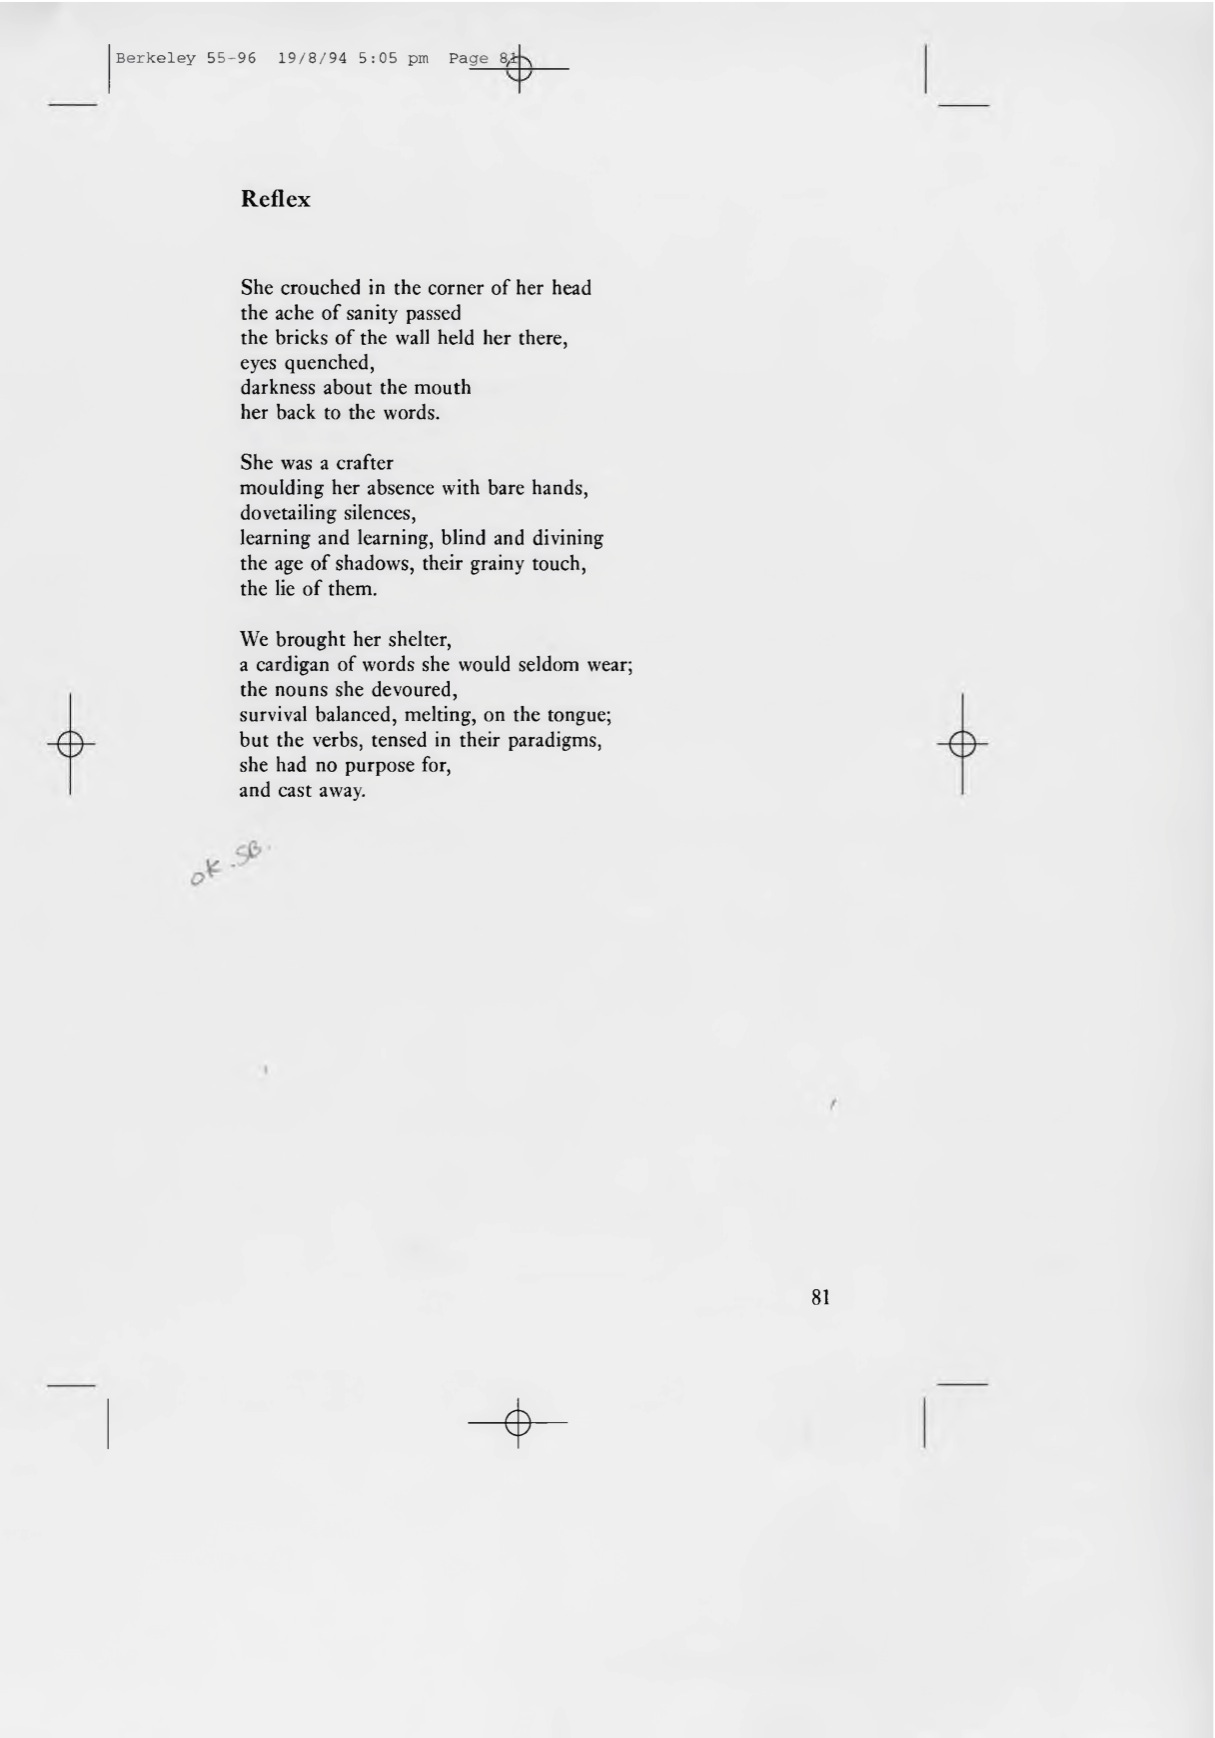 Berkeley 55-96 19/8/94 5:05 pm Page 81
Reflex
She crouched in the corner of her head
the ache of sanity passed
the bricks of the wall held her there,
eyes quenched,
darkness about the mouth
her back to the words.
She was a crafter
moulding her absence with bare hands,
dovetailing silences,
learning and learning, blind and divining
the age of shadows, their grainy touch,
the lie of them.
We brought her shelter,
a cardigan of words she would seldom wear;
the nouns she devoured,
survival balanced, melting, on the tongue;
but the verbs, tensed in their paradigms,
she had no purpose for,
and cast away.
OK.SB.
81